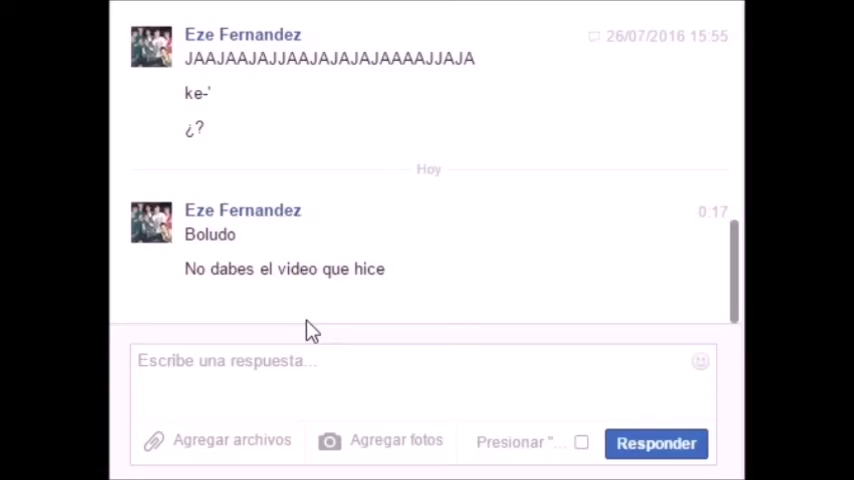 Eze Fernandez 26/07/2016 15:55
JAAJAAJAJJAAJAJAJAJAAAAJJAJA
ke-'
¿?
Hoy
Eze Fernandez 0:17
Boludo
No dabes el video que hice
Escribe una respuesta...
Agregar archivos Agregar fotos Presionar "... Responder